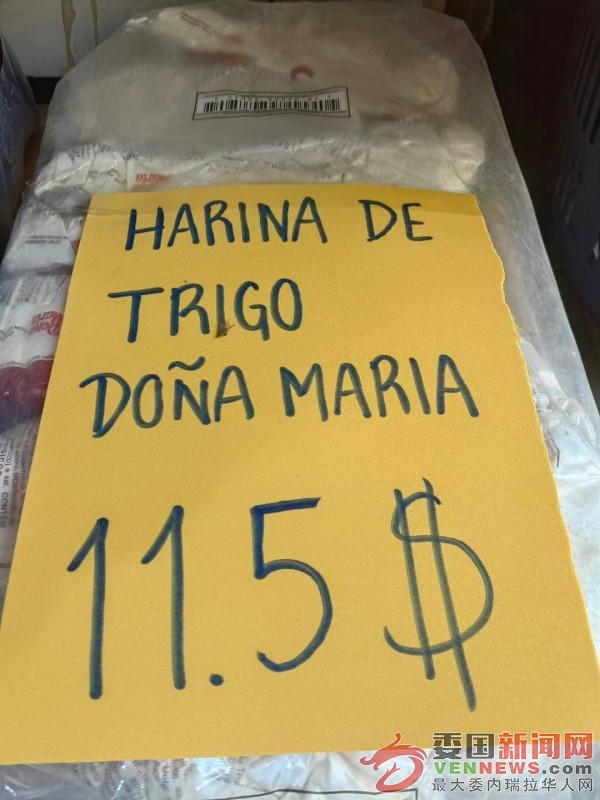 HARINA DE
TRIGO
DOÑA MARIA
11.5 $
委国新闻网
VENNEWS.com
最大委内瑞拉华人网